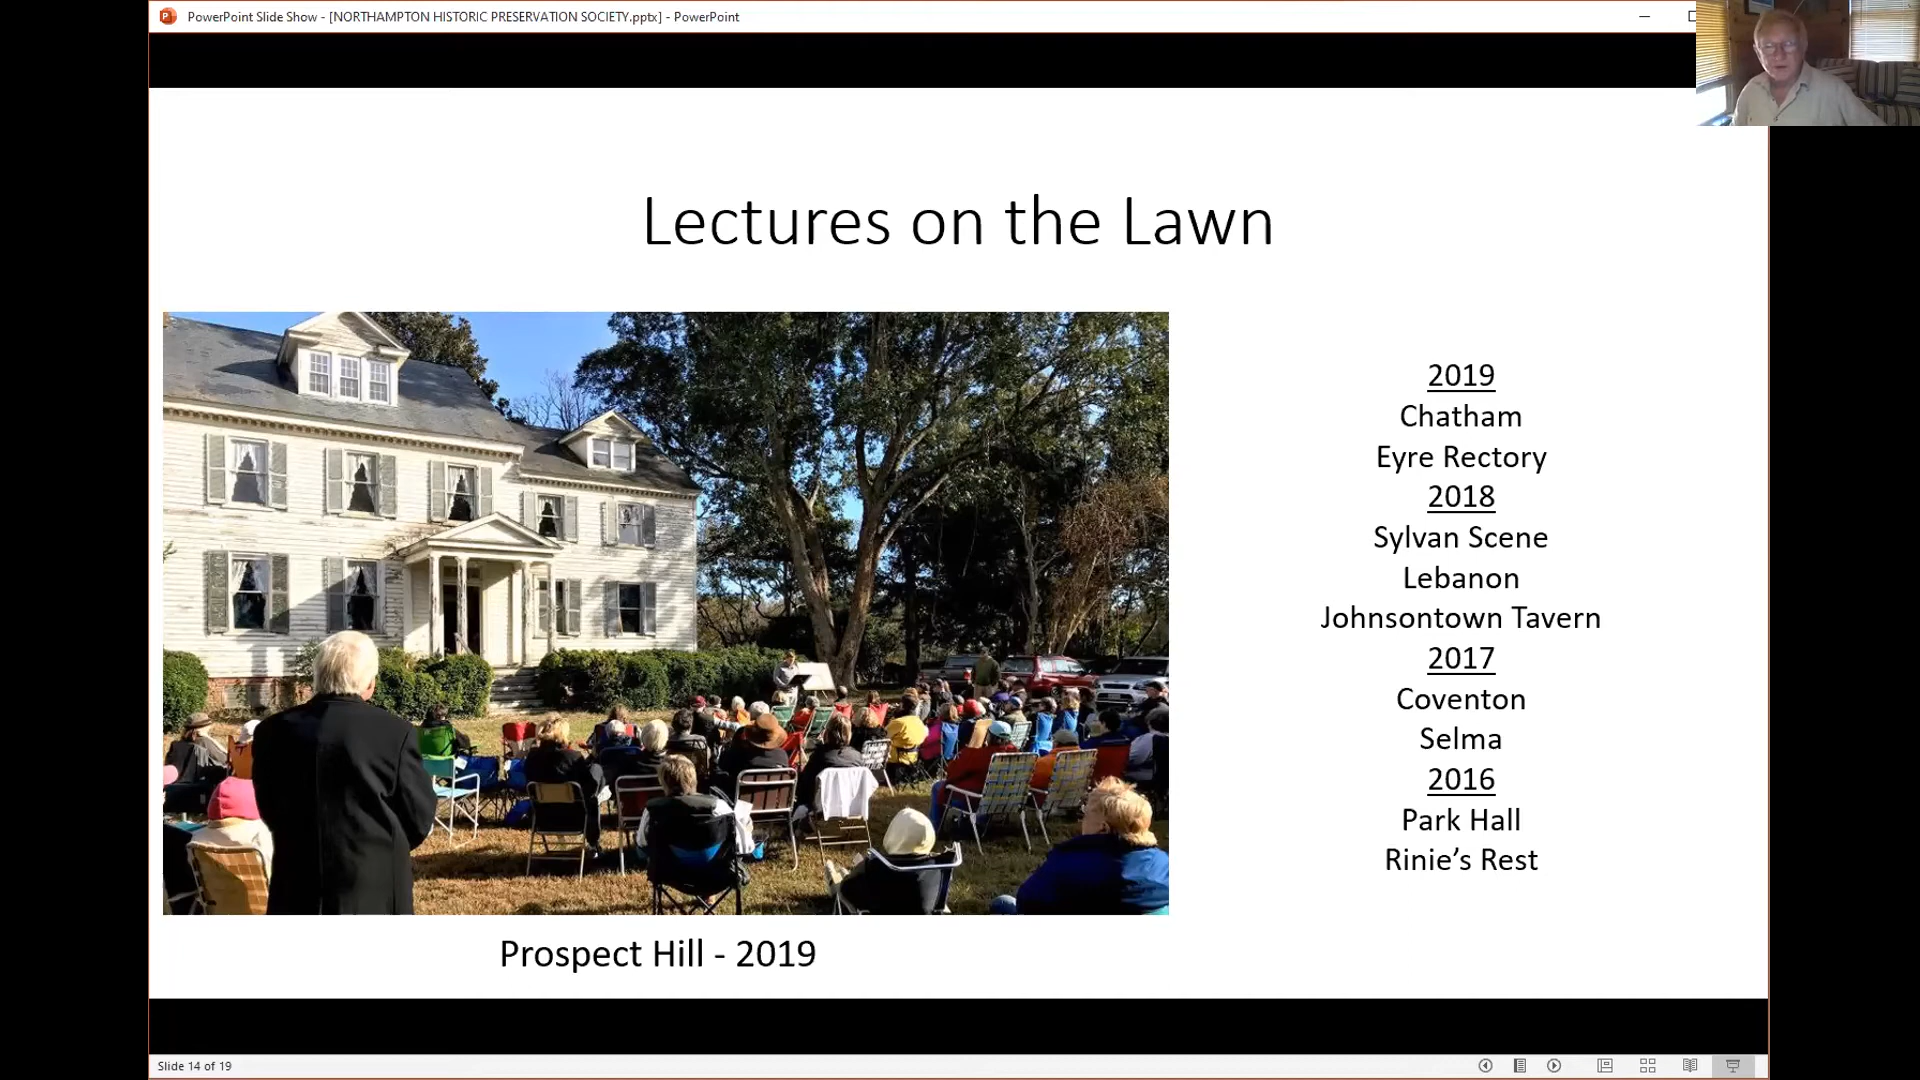 PowerPoint Slide Show - [NORTHAMPTON HISTORIC PRESERVATION SOCIETY.pptx] - PowerPoint
Lectures on the Lawn
2019
Chatham
Eyre Rectory
2018
Sylvan Scene
Lebanon
Johnsontown Tavern
2017
Coventon
Selma
2016
Park Hall
Rinie’s Rest
Prospect Hill - 2019
Slide 14 of 19